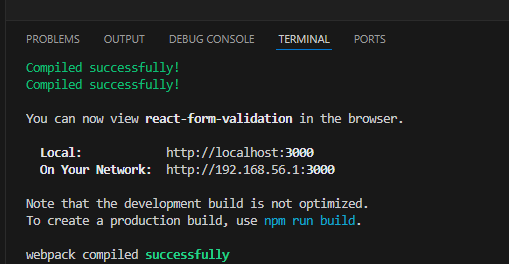 PROBLEMS OUTPUT DEBUG CONSOLE TERMINAL PORTS
Compiled successfully!
Compiled successfully!
You can now view react-form-validation in the browser.
Local: http://localhost:3000
On Your Network: http://192.168.56.1:3000
Note that the development build is not optimized.
To create a production build, use npm run build.
webpack compiled successfully